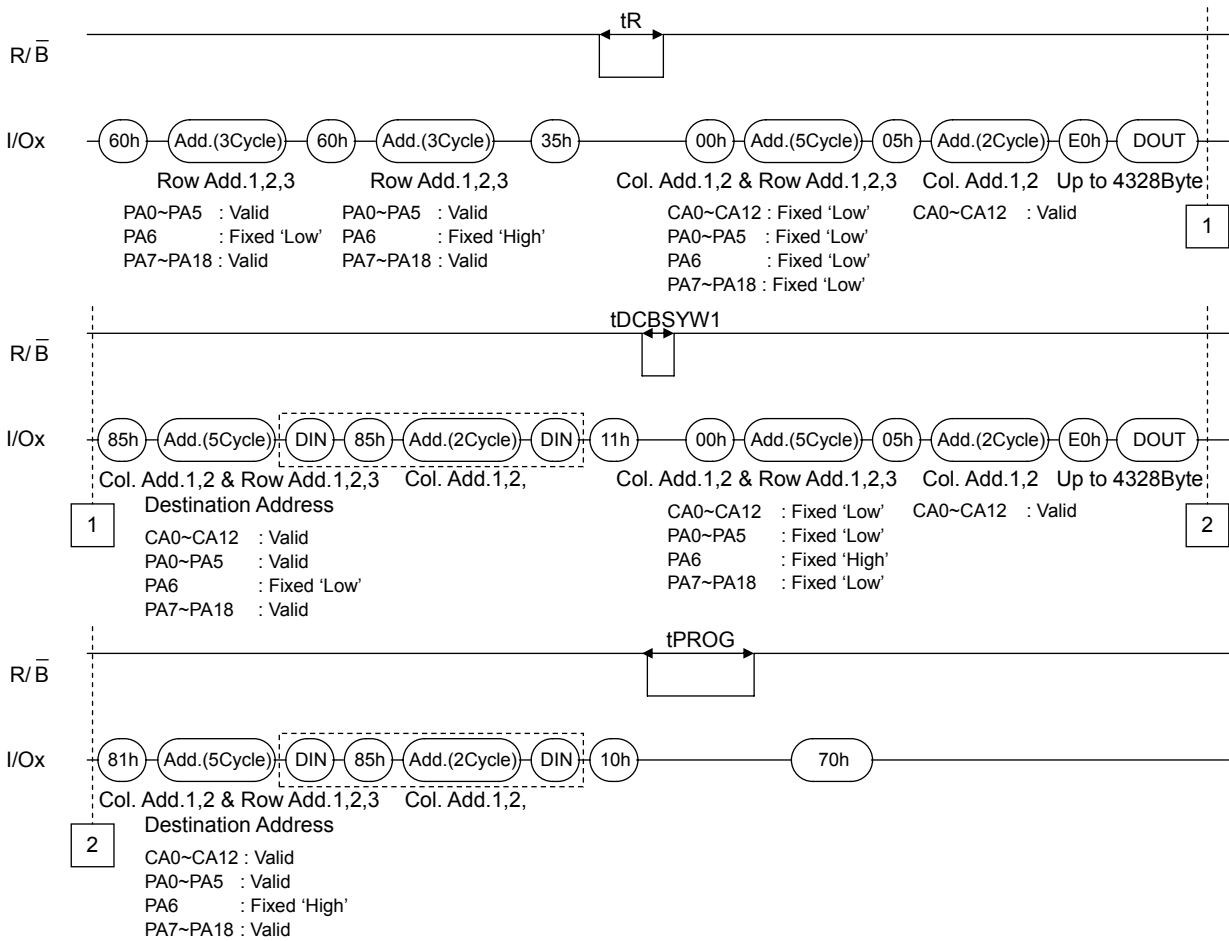 tR
R/B̅
I/Ox 60h Add.(3Cycle) 60h Add.(3Cycle) 35h 00h Add.(5Cycle) 05h Add.(2Cycle) E0h DOUT
Row Add.1,2,3 Row Add.1,2,3 Col. Add.1,2 & Row Add.1,2,3 Col. Add.1,2 Up to 4328Byte
PA0~PA5 : Valid PA0~PA5 : Valid CA0~CA12 : Fixed ‘Low’ CA0~CA12 : Valid
PA6 : Fixed ‘Low’ PA6 : Fixed ‘High’ PA0~PA5 : Fixed ‘Low’
PA7~PA18 : Valid PA7~PA18 : Valid PA6 : Fixed ‘Low’
PA7~PA18 : Fixed ‘Low’
1
tDCBSYW1
R/B̅
I/Ox 85h Add.(5Cycle) DIN 85h Add.(2Cycle) DIN 11h 00h Add.(5Cycle) 05h Add.(2Cycle) E0h DOUT
Col. Add.1,2 & Row Add.1,2,3 Col. Add.1,2, Col. Add.1,2 & Row Add.1,2,3 Col. Add.1,2 Up to 4328Byte
Destination Address
1
CA0~CA12 : Valid CA0~CA12 : Fixed ‘Low’ CA0~CA12 : Valid
PA0~PA5 : Valid PA0~PA5 : Fixed ‘Low’
PA6 : Fixed ‘Low’ PA6 : Fixed ‘High’
PA7~PA18 : Valid PA7~PA18 : Fixed ‘Low’
2
tPROG
R/B̅
I/Ox 81h Add.(5Cycle) DIN 85h Add.(2Cycle) DIN 10h 70h
Col. Add.1,2 & Row Add.1,2,3 Col. Add.1,2,
Destination Address
2
CA0~CA12 : Valid
PA0~PA5 : Valid
PA6 : Fixed ‘High’
PA7~PA18 : Valid